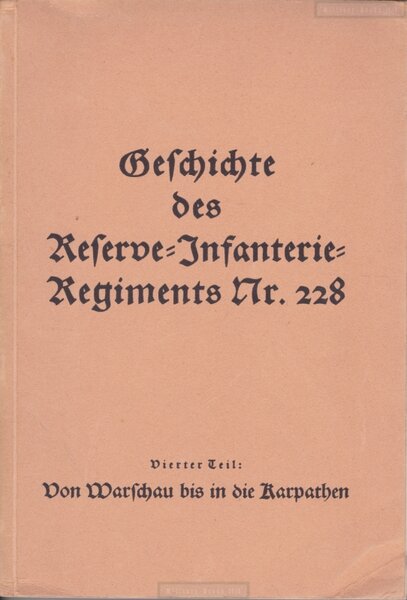 Geschichte
des
Reserve-Infanterie-
Regiments Nr. 228
Vierter Teil:
Von Warschau bis in die Karpathen